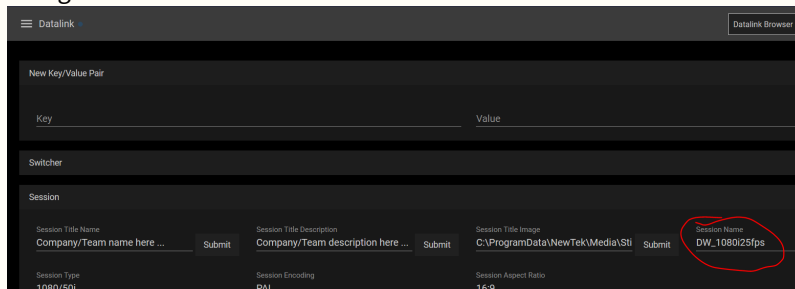 Datalink
Datalink Browser
New Key/Value Pair
Key
Value
Switcher
Session
Session Title Name
Company/Team name here ...
Submit
Session Title Description
Company/Team description here ...
Submit
Session Title Image
C:\ProgramData\NewTek\Media\Sti
Submit
Session Name
DW_1080i25fps
Session Type
1080/50i
Session Encoding
PAL
Session Aspect Ratio
16:9